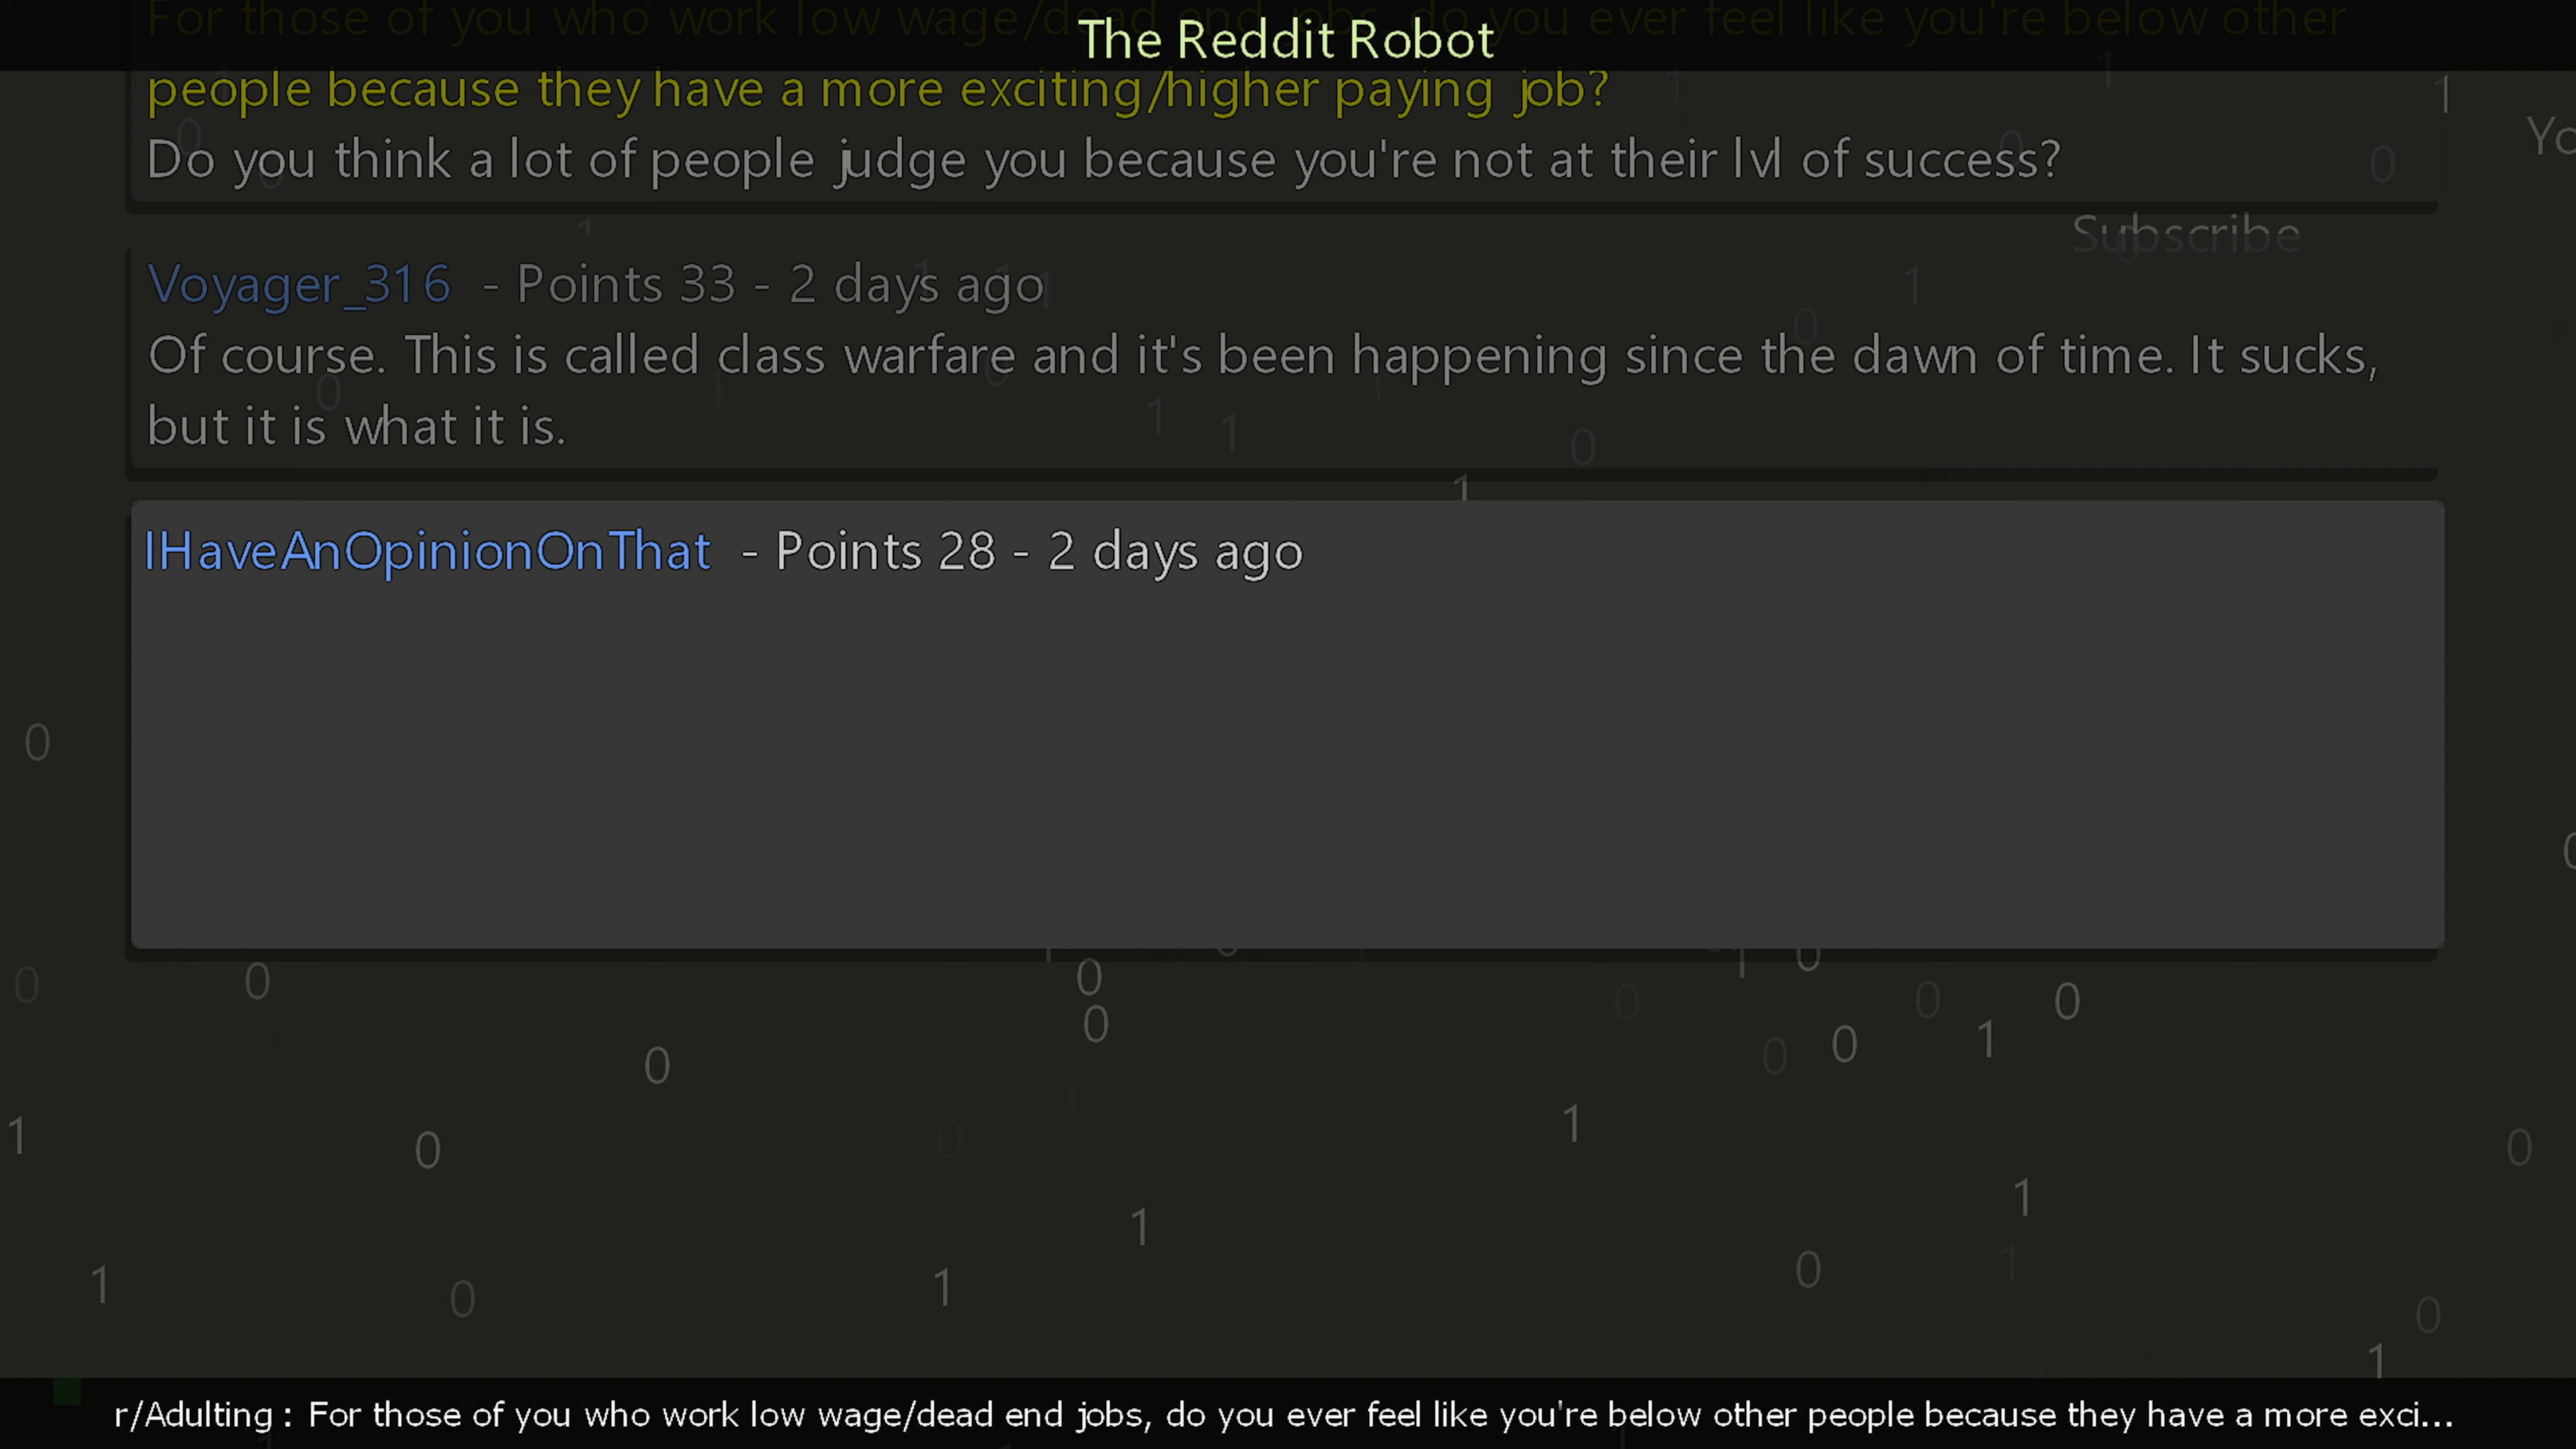 The Reddit Robot
For those of you who work low wage/dead end jobs, do you ever feel like you're below other
people because they have a more exciting/higher paying job?
Do you think a lot of people judge you because you're not at their lvl of success?
Yo
Subscribe
Voyager_316 - Points 33 - 2 days ago
Of course. This is called class warfare and it's been happening since the dawn of time. It sucks,
but it is what it is.
IHaveAnOpinionOnThat - Points 28 - 2 days ago
r/Adulting : For those of you who work low wage/dead end jobs, do you ever feel like you're below other people because they have a more exci...